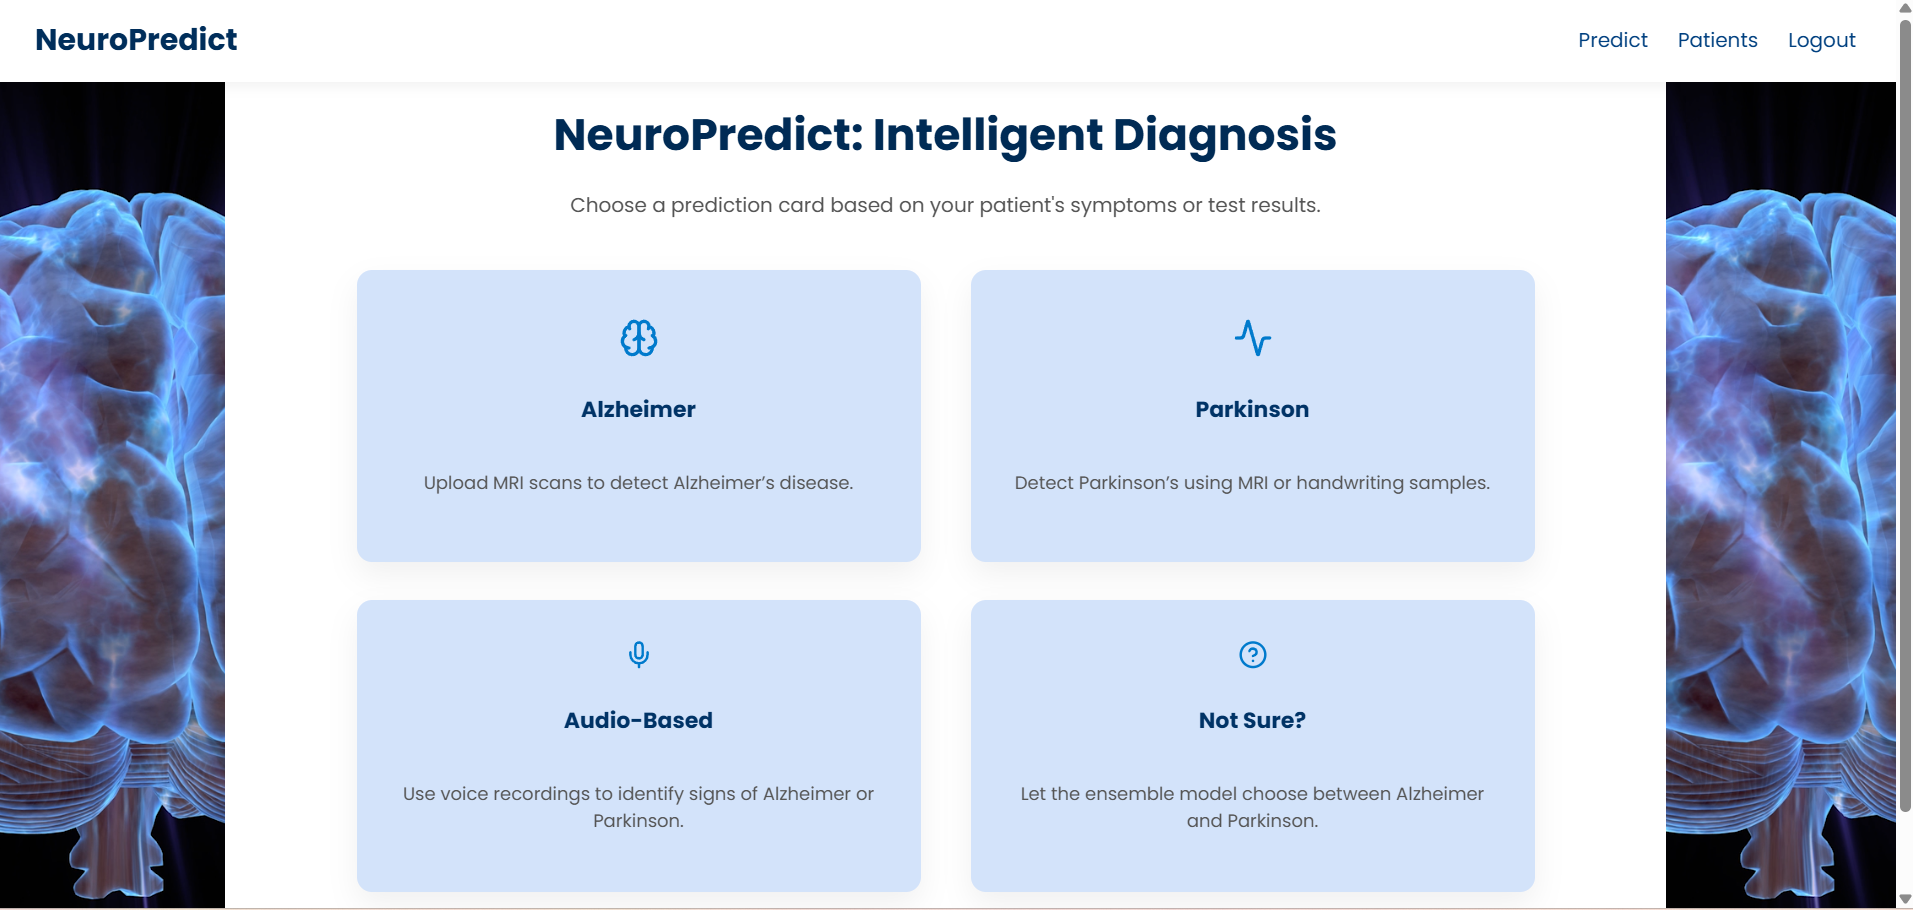 NeuroPredict
Predict
Patients
Logout
NeuroPredict: Intelligent Diagnosis
Choose a prediction card based on your patient's symptoms or test results.
Alzheimer
Upload MRI scans to detect Alzheimer’s disease.
Parkinson
Detect Parkinson’s using MRI or handwriting samples.
Audio-Based
Use voice recordings to identify signs of Alzheimer or
Parkinson.
Not Sure?
Let the ensemble model choose between Alzheimer
and Parkinson.